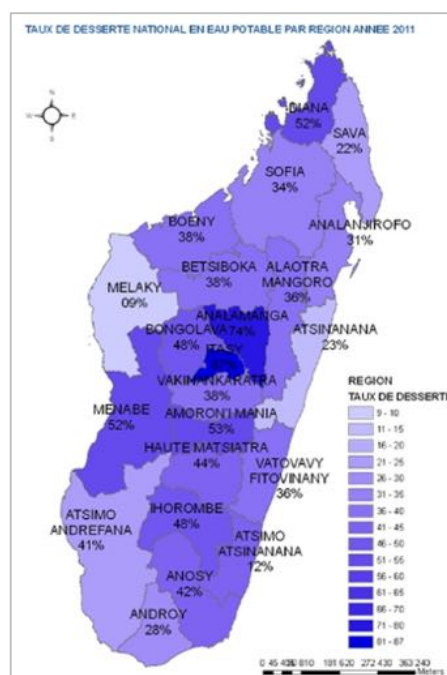 TAUX DE DESSERTE NATIONAL EN EAU POTABLE PAR REGION ANNEE 2011
N
W
E
S
DIANA
52%
SAVA
22%
SOFIA
34%
ANALANJIROFO
31%
BOENY
38%
BETSIBOKA
38%
ALAOTRA
MANGORO
36%
MELAKY
09%
ANALAMANGA
74%
BONGOLAVA
48%
ITASY
ATSINANANA
23%
VAKINANKARATRA
38%
MENABE
52%
AMORON'I MANIA
53%
HAUTE MATSIATRA
44%
VATOVAVY
FITOVINANY
36%
IHOROMBE
48%
ATSIMO
ANDREFANA
41%
ATSIMO
ATSINANANA
12%
ANOSY
42%
ANDROY
28%
REGION
TAUX DE DESSERTE
9 - 10
11 - 15
16 - 20
21 - 25
26 - 30
31 - 35
36 - 40
41 - 45
46 - 50
51 - 55
56 - 60
61 - 65
66 - 70
71 - 80
81 - 87
Meters